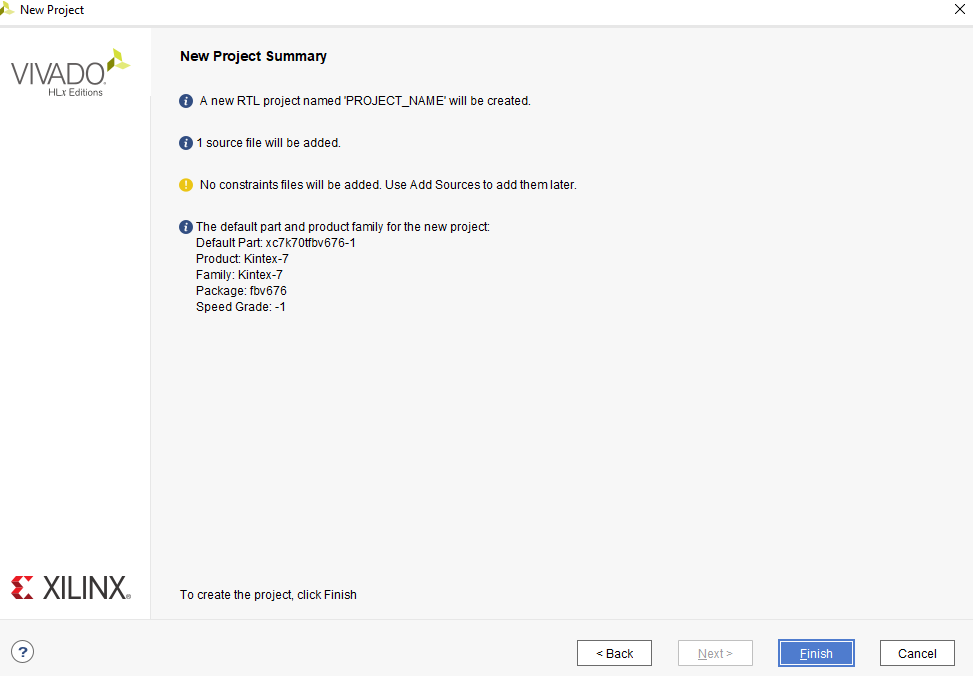 New Project
VIVADO
HLx Editions
New Project Summary
A new RTL project named 'PROJECT_NAME' will be created.
1 source file will be added.
No constraints files will be added. Use Add Sources to add them later.
The default part and product family for the new project:
Default Part: xc7k70tfbv676-1
Product: Kintex-7
Family: Kintex-7
Package: fbv676
Speed Grade: -1
XILINX®
To create the project, click Finish
?
< Back
Next >
Finish
Cancel